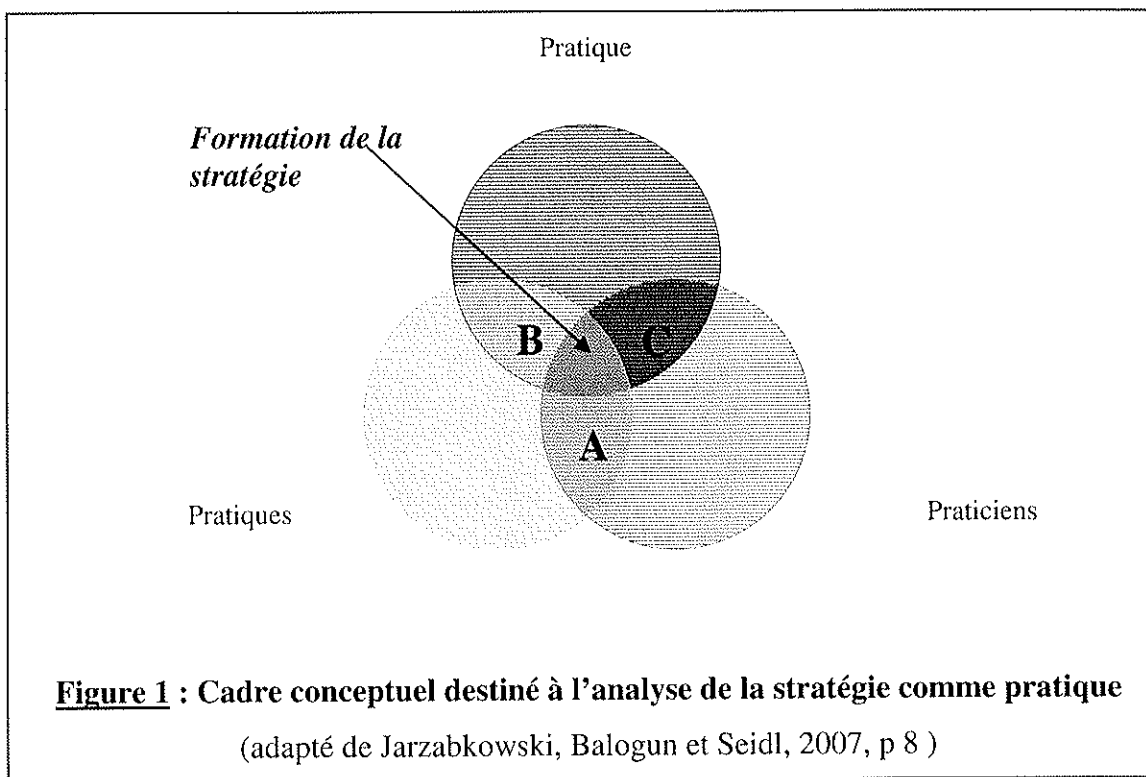 Pratique
Formation de la
stratégie
B
C
A
Pratiques
Praticiens
Figure 1 : Cadre conceptuel destiné à l'analyse de la stratégie comme pratique
(adapté de Jarzabkowski, Balogun et Seidl, 2007, p 8 )